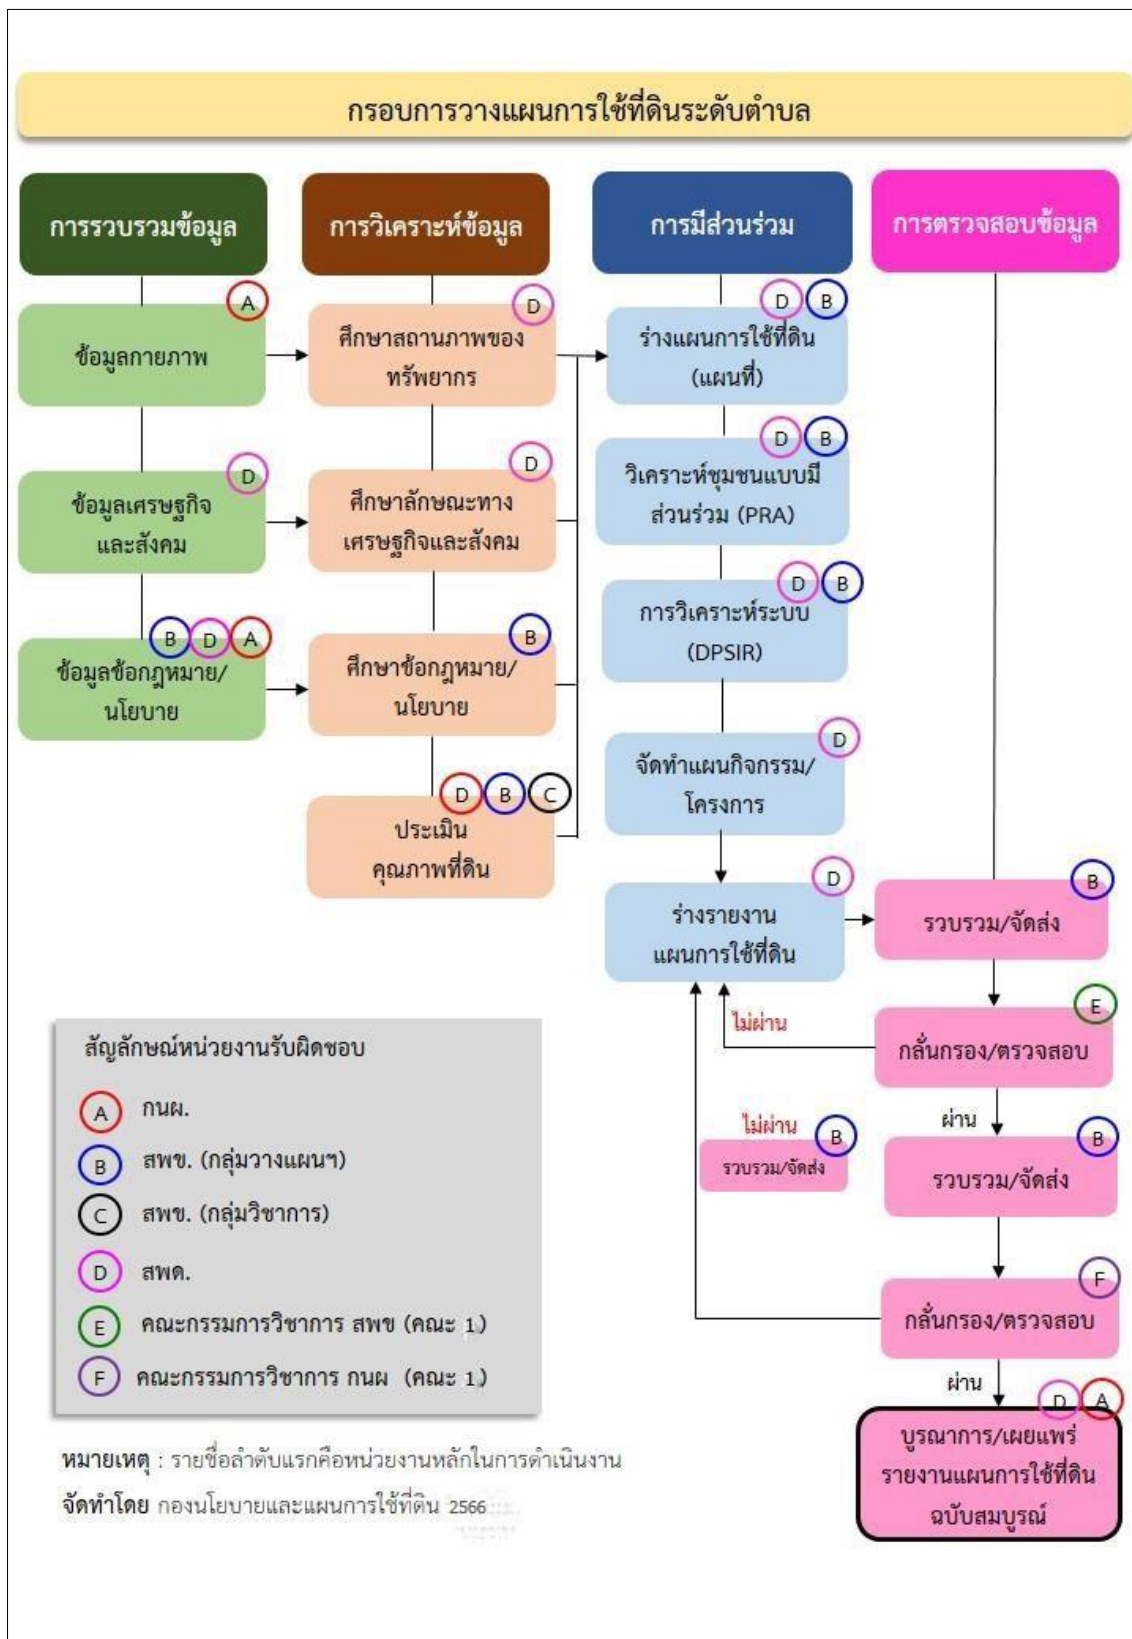 กรอบการวางแผนการใช้ที่ดินระดับตำบล
การรวบรวมข้อมูล
การวิเคราะห์ข้อมูล
การมีส่วนร่วม
การตรวจสอบข้อมูล
A
ข้อมูลกายภาพ
D
ข้อมูลเศรษฐกิจ
และสังคม
B D A
ข้อมูลข้อกฎหมาย/
นโยบาย
D
ศึกษาสถานภาพของ
ทรัพยากร
D
ศึกษาลักษณะทาง
เศรษฐกิจและสังคม
B
ศึกษาข้อกฎหมาย/
นโยบาย
D B C
ประเมิน
คุณภาพที่ดิน
D B
ร่างแผนการใช้ที่ดิน
(แผนที่)
D B
วิเคราะห์ชุมชนแบบมี
ส่วนร่วม (PRA)
D B
การวิเคราะห์ระบบ
(DPSIR)
D
จัดทำแผนกิจกรรม/
โครงการ
D
ร่างรายงาน
แผนการใช้ที่ดิน
B
รวบรวม/จัดส่ง
E
กลั่นกรอง/ตรวจสอบ
ไม่ผ่าน
ผ่าน
B
รวบรวม/จัดส่ง
ไม่ผ่าน
B
รวบรวม/จัดส่ง
F
กลั่นกรอง/ตรวจสอบ
ผ่าน
D A
บูรณาการ/เผยแพร่
รายงานแผนการใช้ที่ดิน
ฉบับสมบูรณ์
สัญลักษณ์หน่วยงานรับผิดชอบ
A กนผ.
B สพข. (กลุ่มวางแผนฯ)
C สพข. (กลุ่มวิชาการ)
D สพด.
E คณะกรรมการวิชาการ สพข (คณะ 1)
F คณะกรรมการวิชาการ กนผ (คณะ 1)
หมายเหตุ : รายชื่อลำดับแรกคือหน่วยงานหลักในการดำเนินงาน
จัดทำโดย กองนโยบายและแผนการใช้ที่ดิน 2566